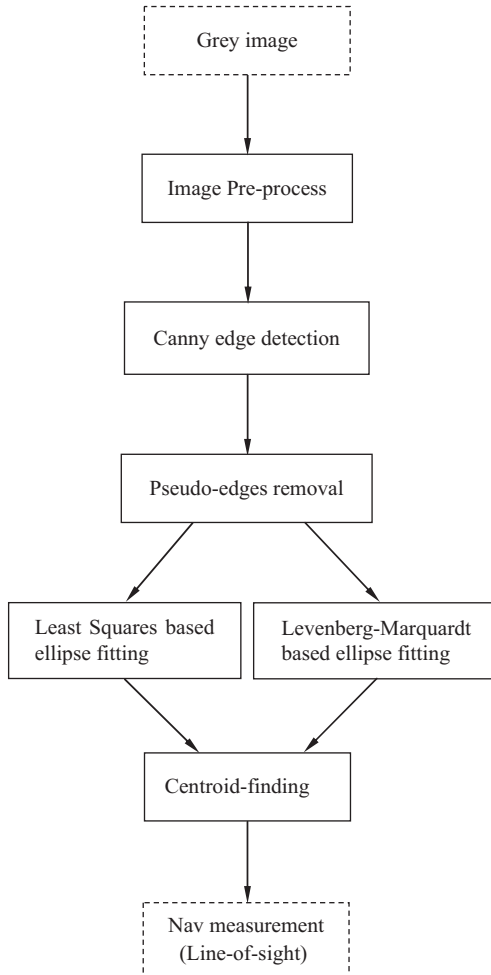 Grey image
Image Pre-process
Canny edge detection
Pseudo-edges removal
Least Squares based
ellipse fitting
Levenberg-Marquardt
based ellipse fitting
Centroid-finding
Nav measurement
(Line-of-sight)